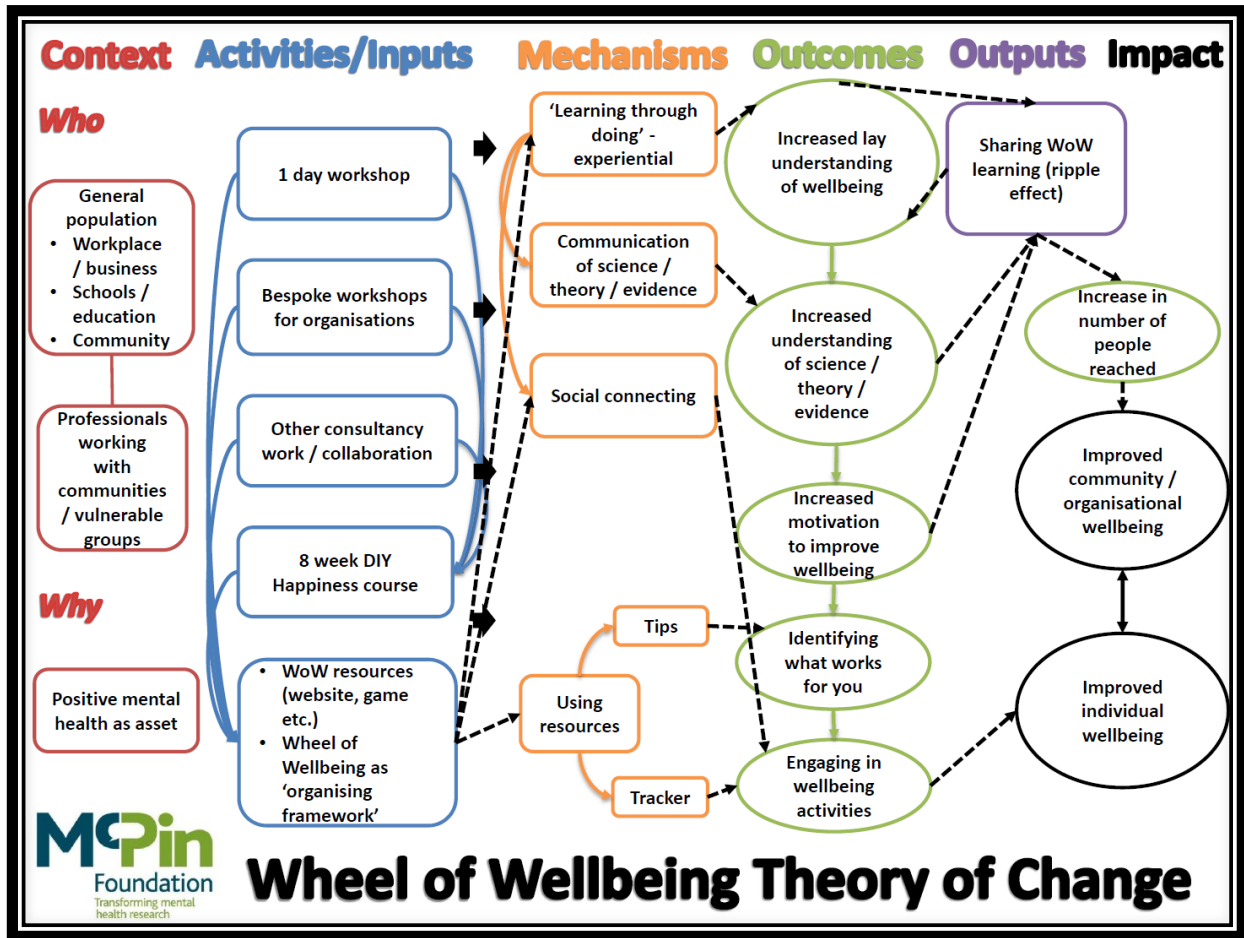 Context Activities/Inputs Mechanisms Outcomes Outputs Impact
Who
General
population
• Workplace
/ business
• Schools /
education
• Community
Professionals
working
with
communities
/ vulnerable
groups
Why
Positive mental
health as asset
1 day workshop
Bespoke workshops
for organisations
Other consultancy
work / collaboration
8 week DIY
Happiness course
• WoW resources
(website, game
etc.)
• Wheel of
Wellbeing as
‘organising
framework’
‘Learning through
doing’ -
experiential
Communication
of science /
theory / evidence
Social connecting
Tips
Using
resources
Tracker
Increased lay
understanding
of wellbeing
Increased
understanding
of science /
theory /
evidence
Increased
motivation
to improve
wellbeing
Identifying
what works
for you
Engaging in
wellbeing
activities
Sharing WoW
learning (ripple
effect)
Increase in
number of
people
reached
Improved
community /
organisational
wellbeing
Improved
individual
wellbeing
McPin
Foundation
Transforming mental
health research
Wheel of Wellbeing Theory of Change